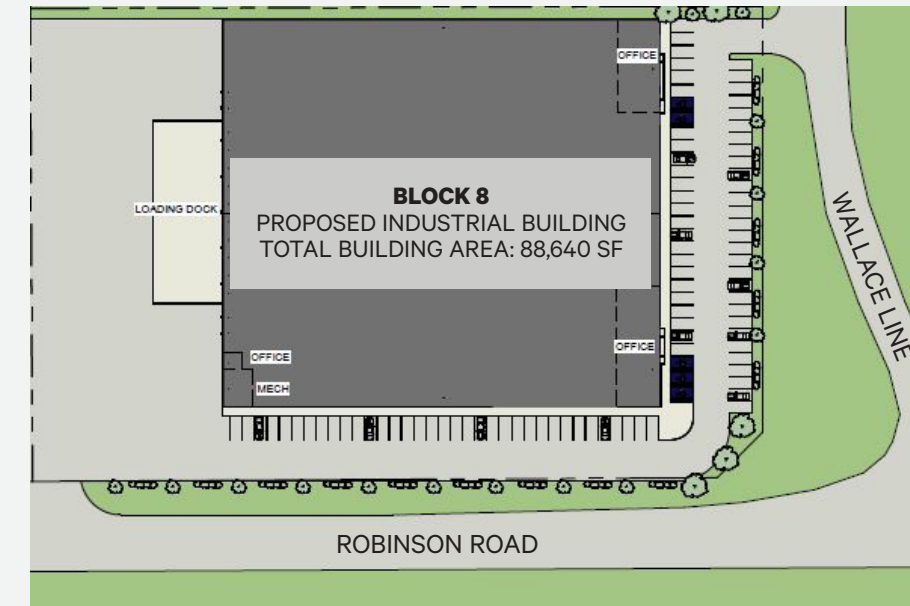 OFFICE
LOADING DOCK
BLOCK 8
PROPOSED INDUSTRIAL BUILDING
TOTAL BUILDING AREA: 88,640 SF
WALLACE LINE
OFFICE
OFFICE
MECH
ROBINSON ROAD